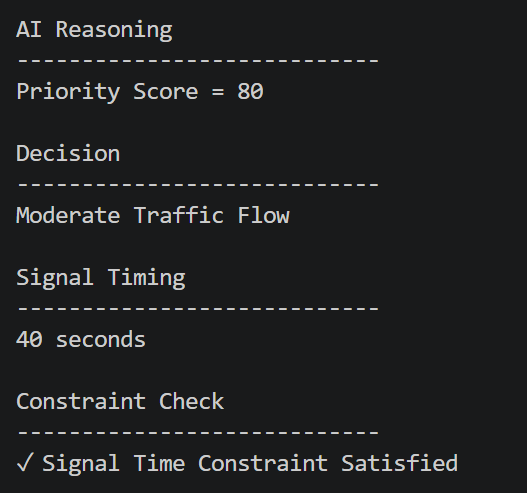 AI Reasoning
----------------------------
Priority Score = 80
Decision
----------------------------
Moderate Traffic Flow
Signal Timing
----------------------------
40 seconds
Constraint Check
----------------------------
✓ Signal Time Constraint Satisfied